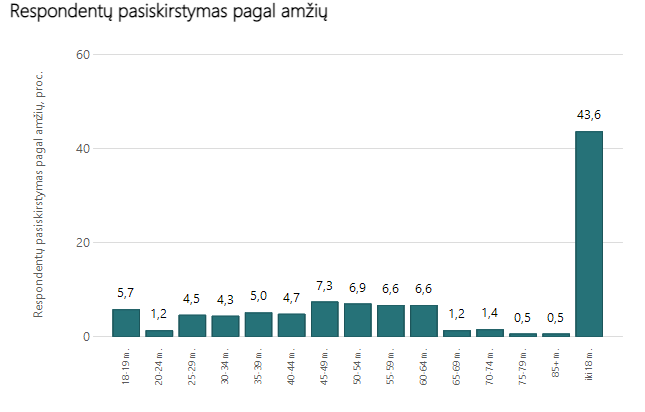 Respondentų pasiskirstymas pagal amžių
Respondentų pasiskirstymas pagal amžių, proc.
60
40
20
0
5,7
1,2
4,5
4,3
5,0
4,7
7,3
6,9
6,6
6,6
1,2
1,4
0,5
0,5
43,6
18-19 m.
20-24 m.
25-29 m.
30-34 m.
35-39 m.
40-44 m.
45-49 m.
50-54 m.
55-59 m.
60-64 m.
65-69 m.
70-74 m.
75-79 m.
85+ m.
iki 18 m.